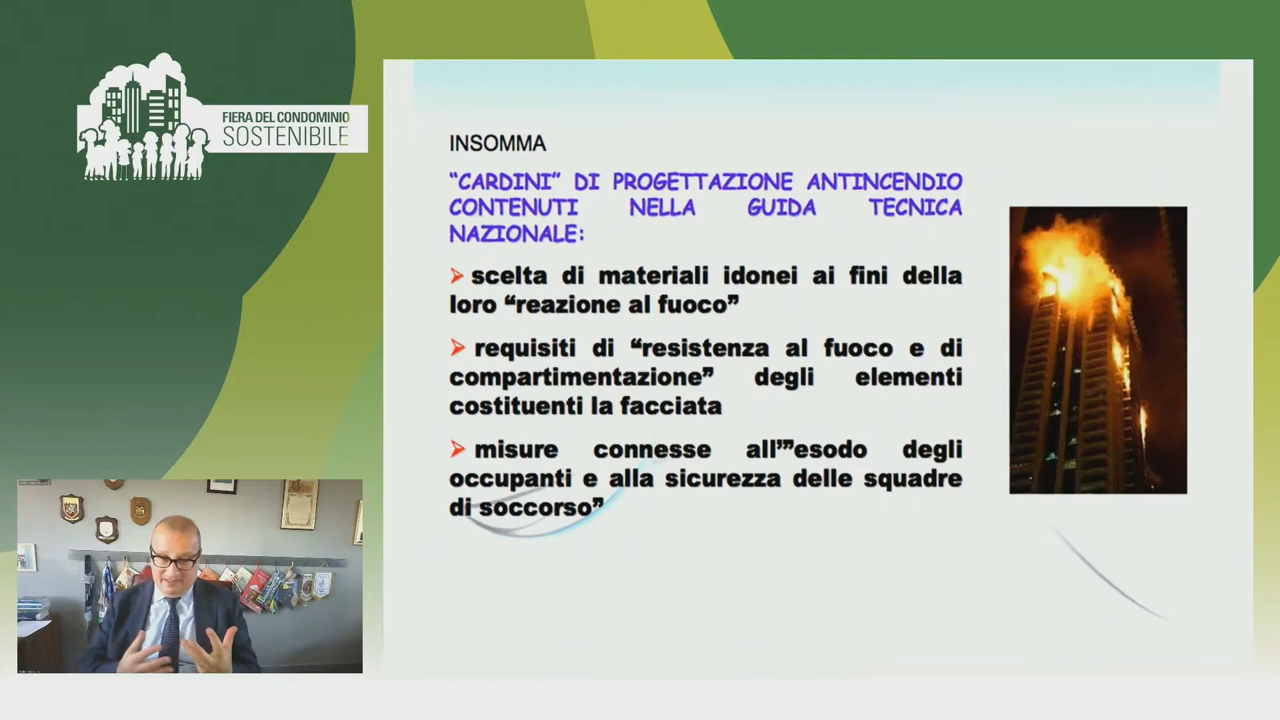 FIERA DEL CONDOMINIO
SOSTENIBILE
INSOMMA
“CARDINI” DI PROGETTAZIONE ANTINCENDIO
CONTENUTI NELLA GUIDA TECNICA
NAZIONALE:
➢ scelta di materiali idonei ai fini della
loro “reazione al fuoco”
➢ requisiti di “resistenza al fuoco e di
compartimentazione” degli elementi
costituenti la facciata
➢ misure connesse all’”esodo degli
occupanti e alla sicurezza delle squadre
di soccorso”